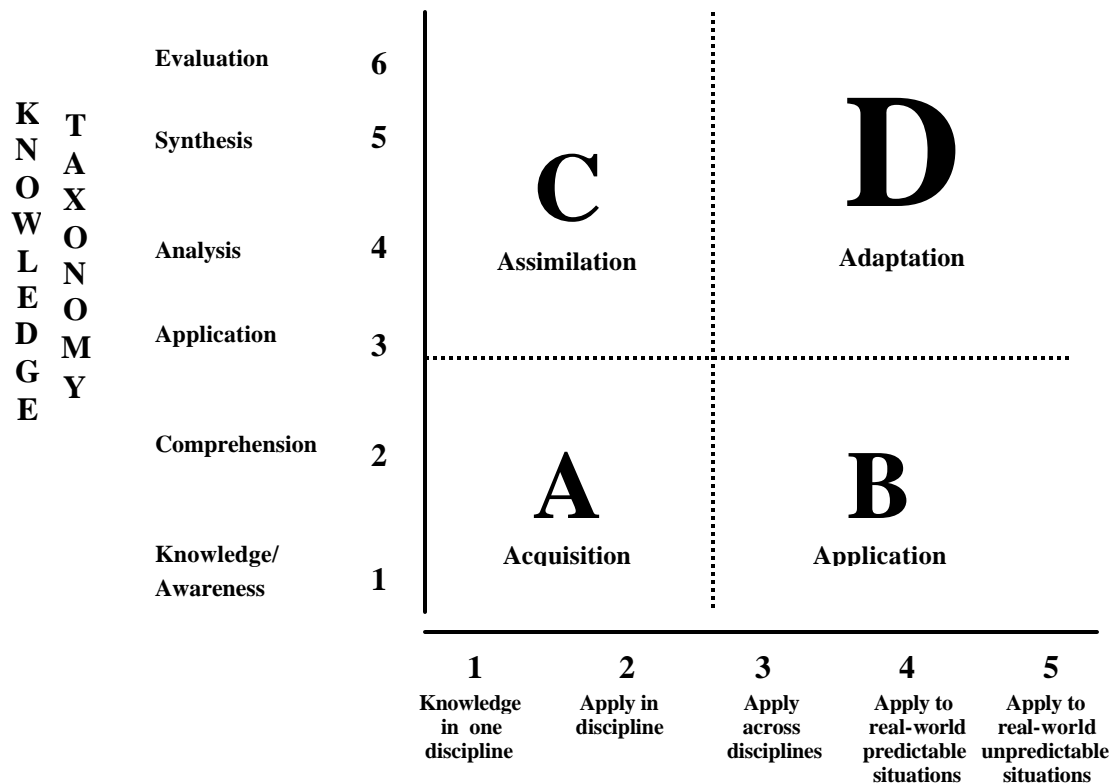 KNOWLEDGE
TAXONOMY
Evaluation 6
Synthesis 5
Analysis 4
Application 3
Comprehension 2
Knowledge/
Awareness 1
C
Assimilation
D
Adaptation
A
Acquisition
B
Application
1 2 3 4 5
Knowledge
in one
discipline
Apply in
discipline
Apply
across
disciplines
Apply to
real-world
predictable
situations
Apply to
real-world
unpredictable
situations